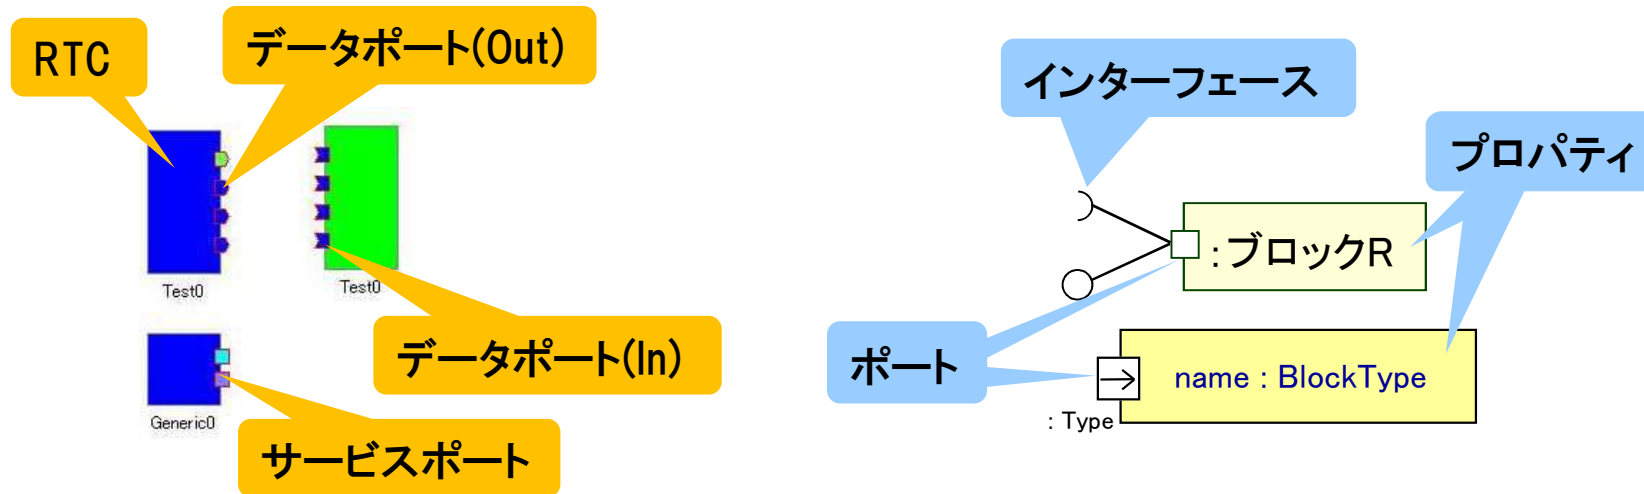 RTC
データポート(Out)
Test0
Test0
データポート(In)
Generic0
サービスポート
インターフェース
プロパティ
:ブロックR
ポート
name : BlockType
: Type